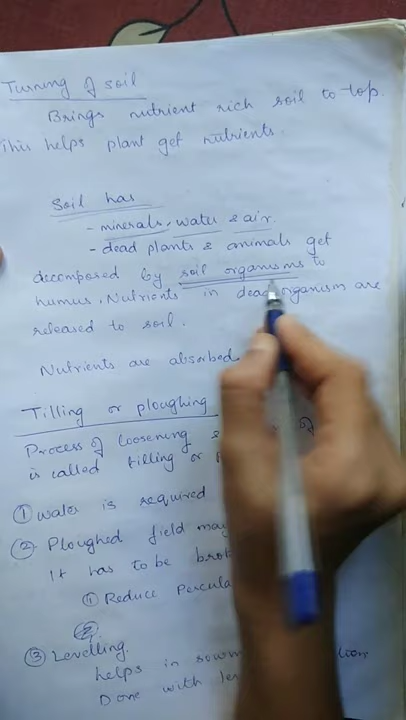 Turning of soil
Brings nutrient rich soil to top.
This helps plant get nutrients.
Soil has
- minerals, water & air.
- dead plants & animals get
decomposed by soil organisms to
humus. Nutrients in dead organism are
released to soil.
Nutrients are absorbed
Tilling or ploughing
Process of loosening & of
is called tilling or
① Water is required
② Ploughed field may
It has to be
① Reduce
③ Levelling.
helps in
Done with